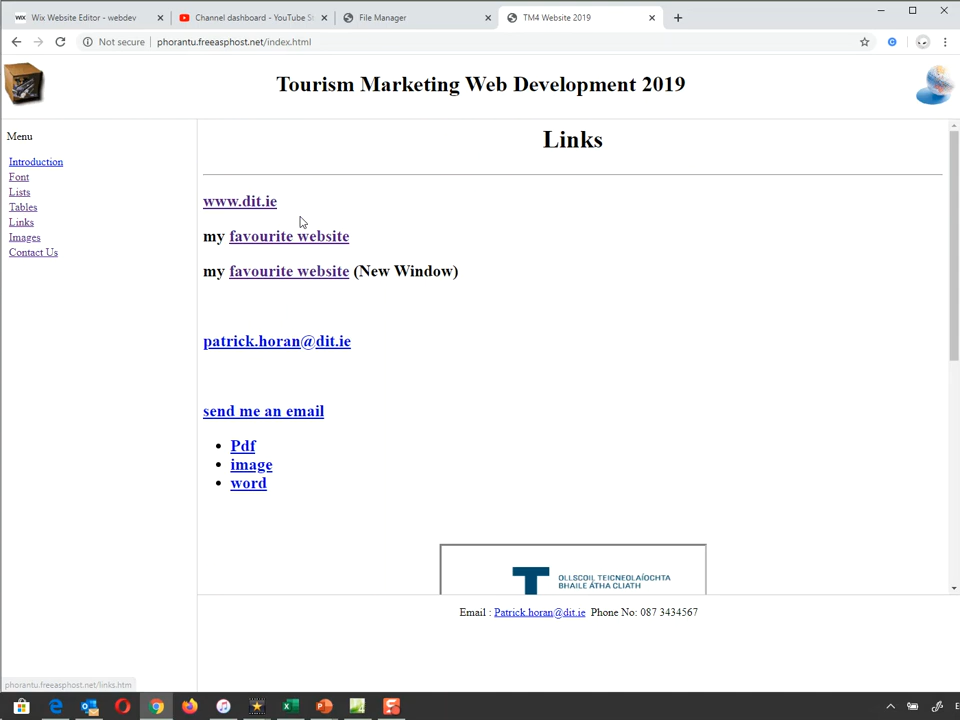 Wix Website Editor - webdev
Channel dashboard - YouTube St
File Manager
TM4 Website 2019
Not secure phorantu.freeasphost.net/index.html
Tourism Marketing Web Development 2019
Menu
Introduction
Font
Lists
Tables
Links
Images
Contact Us
Links
www.dit.ie
my favourite website
my favourite website (New Window)
patrick.horan@dit.ie
send me an email
Pdf
image
word
OLLSCOIL TEICNEOLAÍOCHTA
BHAILE ÁTHA CLIATH
Email : Patrick.horan@dit.ie Phone No: 087 3434567
phorantu.freeasphost.net/links.htm